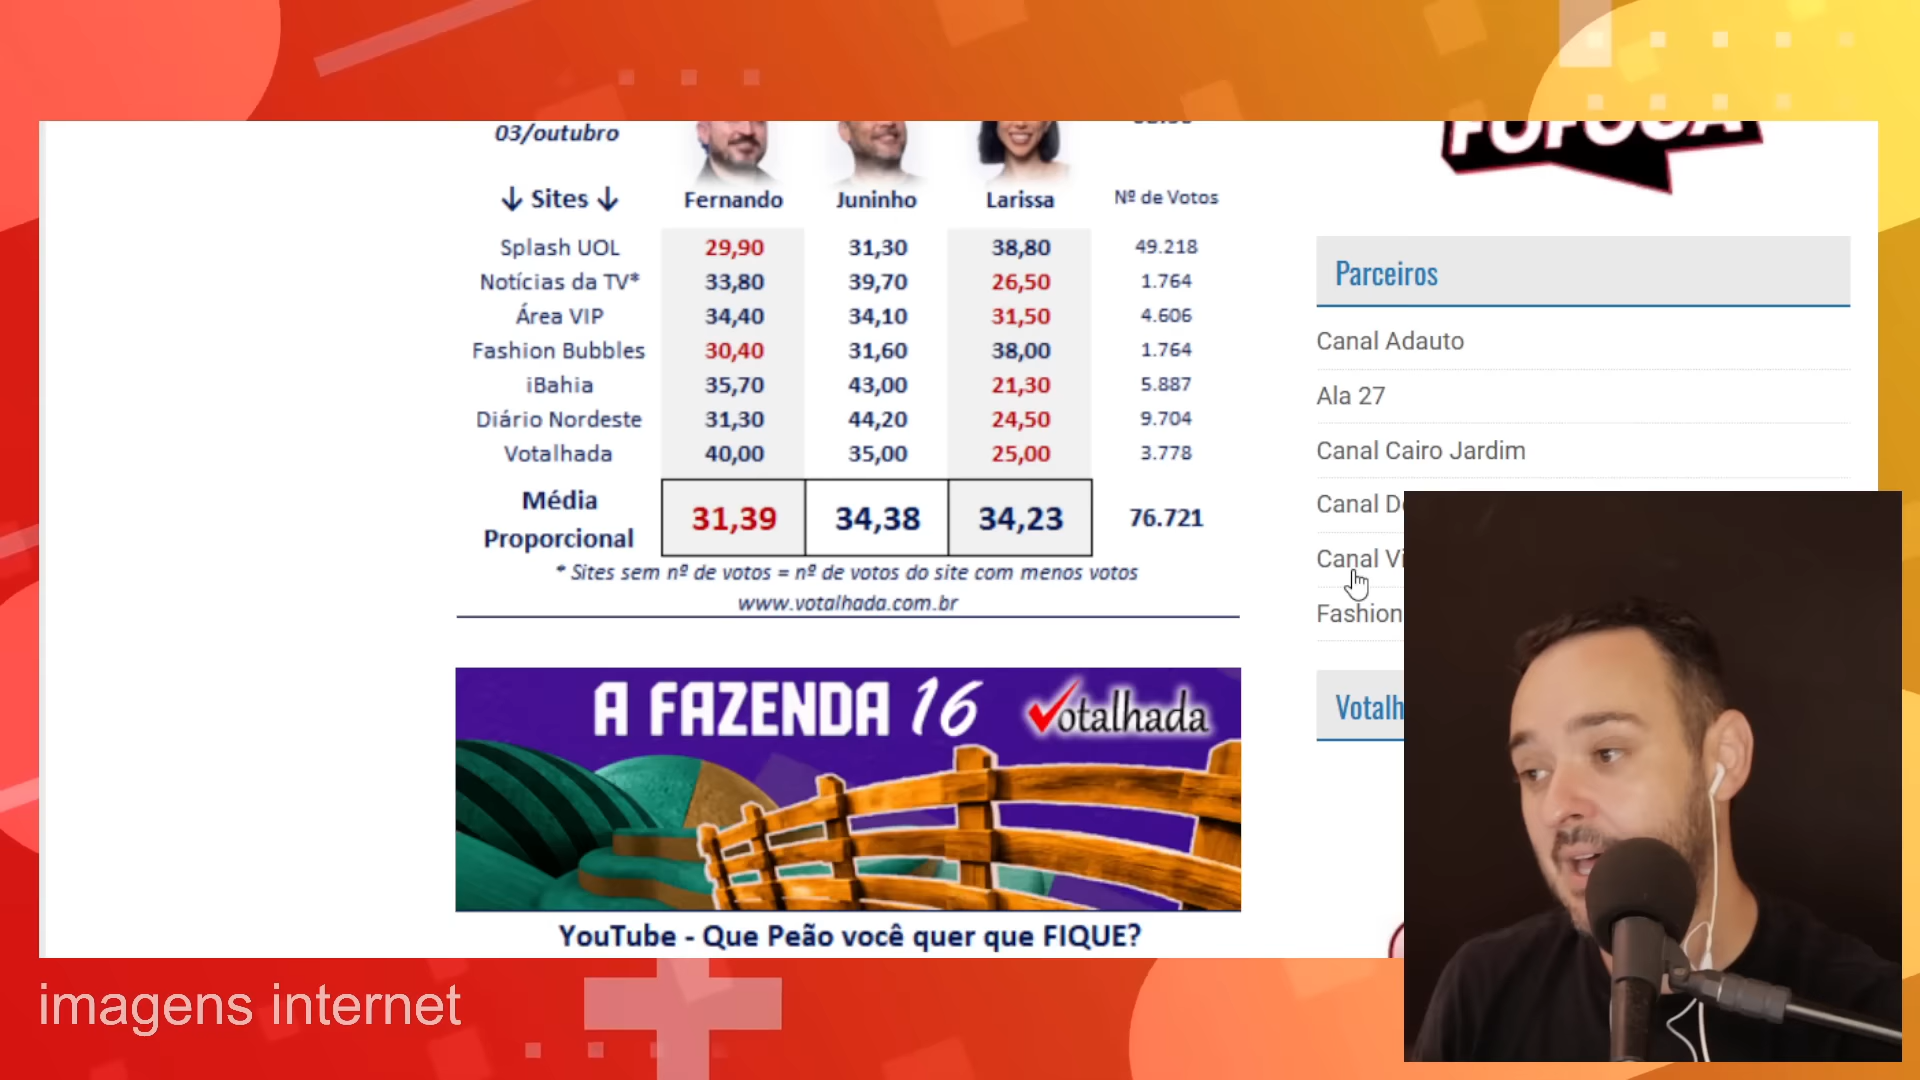 03/outubro
FOFOCA
↓ Sites ↓ Fernando Juninho Larissa Nº de Votos
Splash UOL 29,90 31,30 38,80 49.218
Notícias da TV* 33,80 39,70 26,50 1.764
Área VIP 34,40 34,10 31,50 4.606
Fashion Bubbles 30,40 31,60 38,00 1.764
iBahia 35,70 43,00 21,30 5.887
Diário Nordeste 31,30 44,20 24,50 9.704
Votalhada 40,00 35,00 25,00 3.778
Média
Proporcional 31,39 34,38 34,23 76.721
* Sites sem nº de votos = nº de votos do site com menos votos
www.votalhada.com.br
A FAZENDA 16 Votalhada
YouTube - Que Peão você quer que FIQUE?
Parceiros
Canal Adauto
Ala 27
Canal Cairo Jardim
Canal
Canal
Fashion
imagens internet